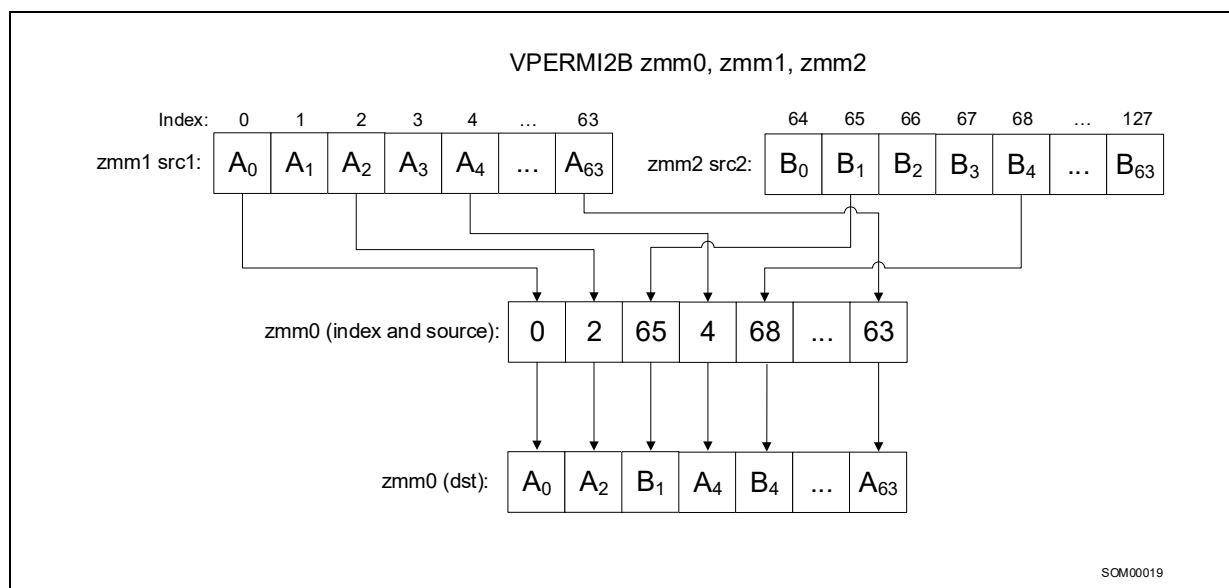 VPERMI2B zmm0, zmm1, zmm2
Index: 0 1 2 3 4 ... 63 64 65 66 67 68 ... 127
zmm1 src1: A₀ A₁ A₂ A₃ A₄ ... A₆₃ zmm2 src2: B₀ B₁ B₂ B₃ B₄ ... B₆₃
zmm0 (index and source): 0 2 65 4 68 ... 63
zmm0 (dst): A₀ A₂ B₁ A₄ B₄ ... A₆₃
SOM00019